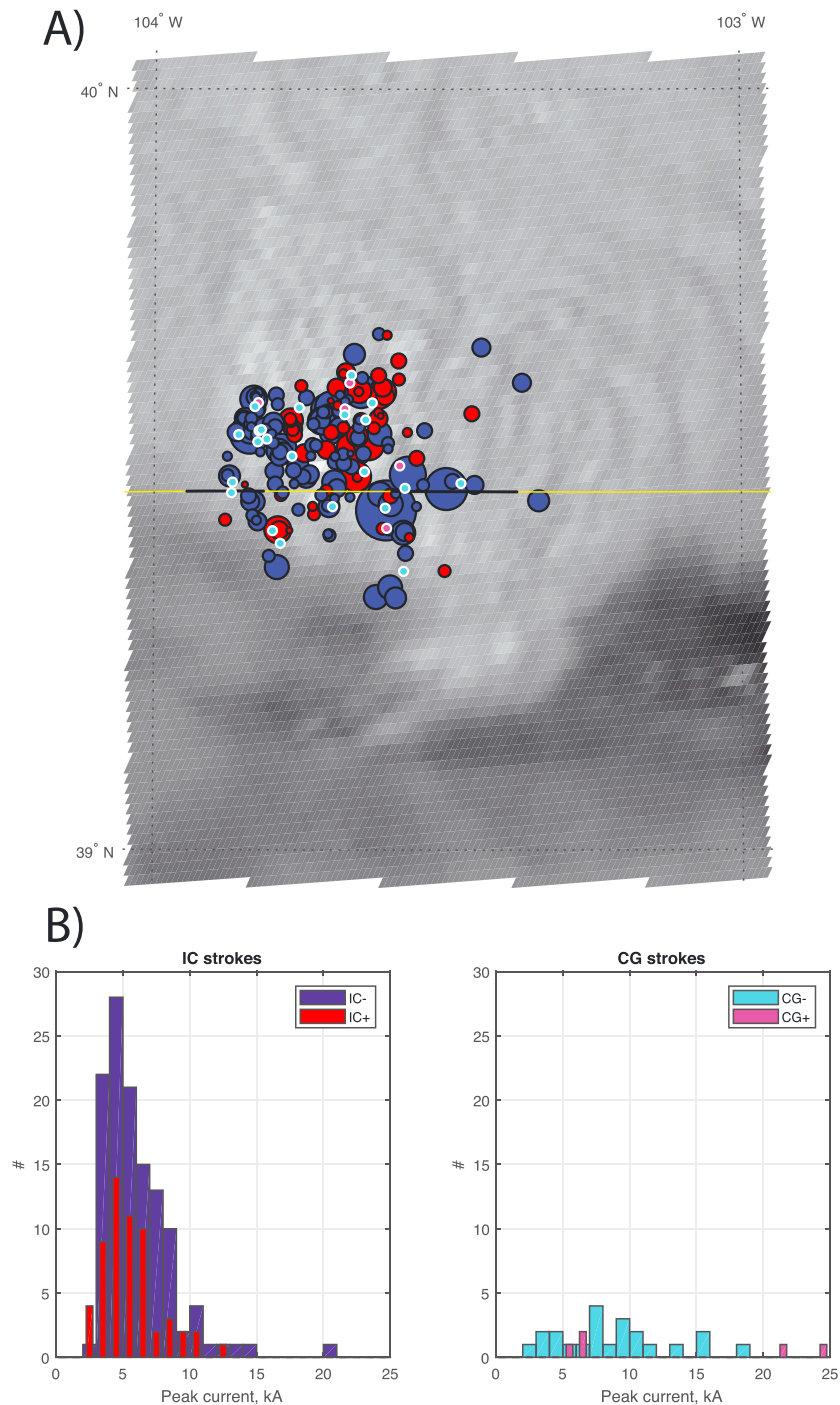 A)
104° W
103° W
40° N
39° N
B)
IC strokes
CG strokes
30
25
20
15
10
5
0
#
IC-
IC+
0 5 10 15 20 25
Peak current, kA
30
25
20
15
10
5
0
#
CG-
CG+
0 5 10 15 20 25
Peak current, kA